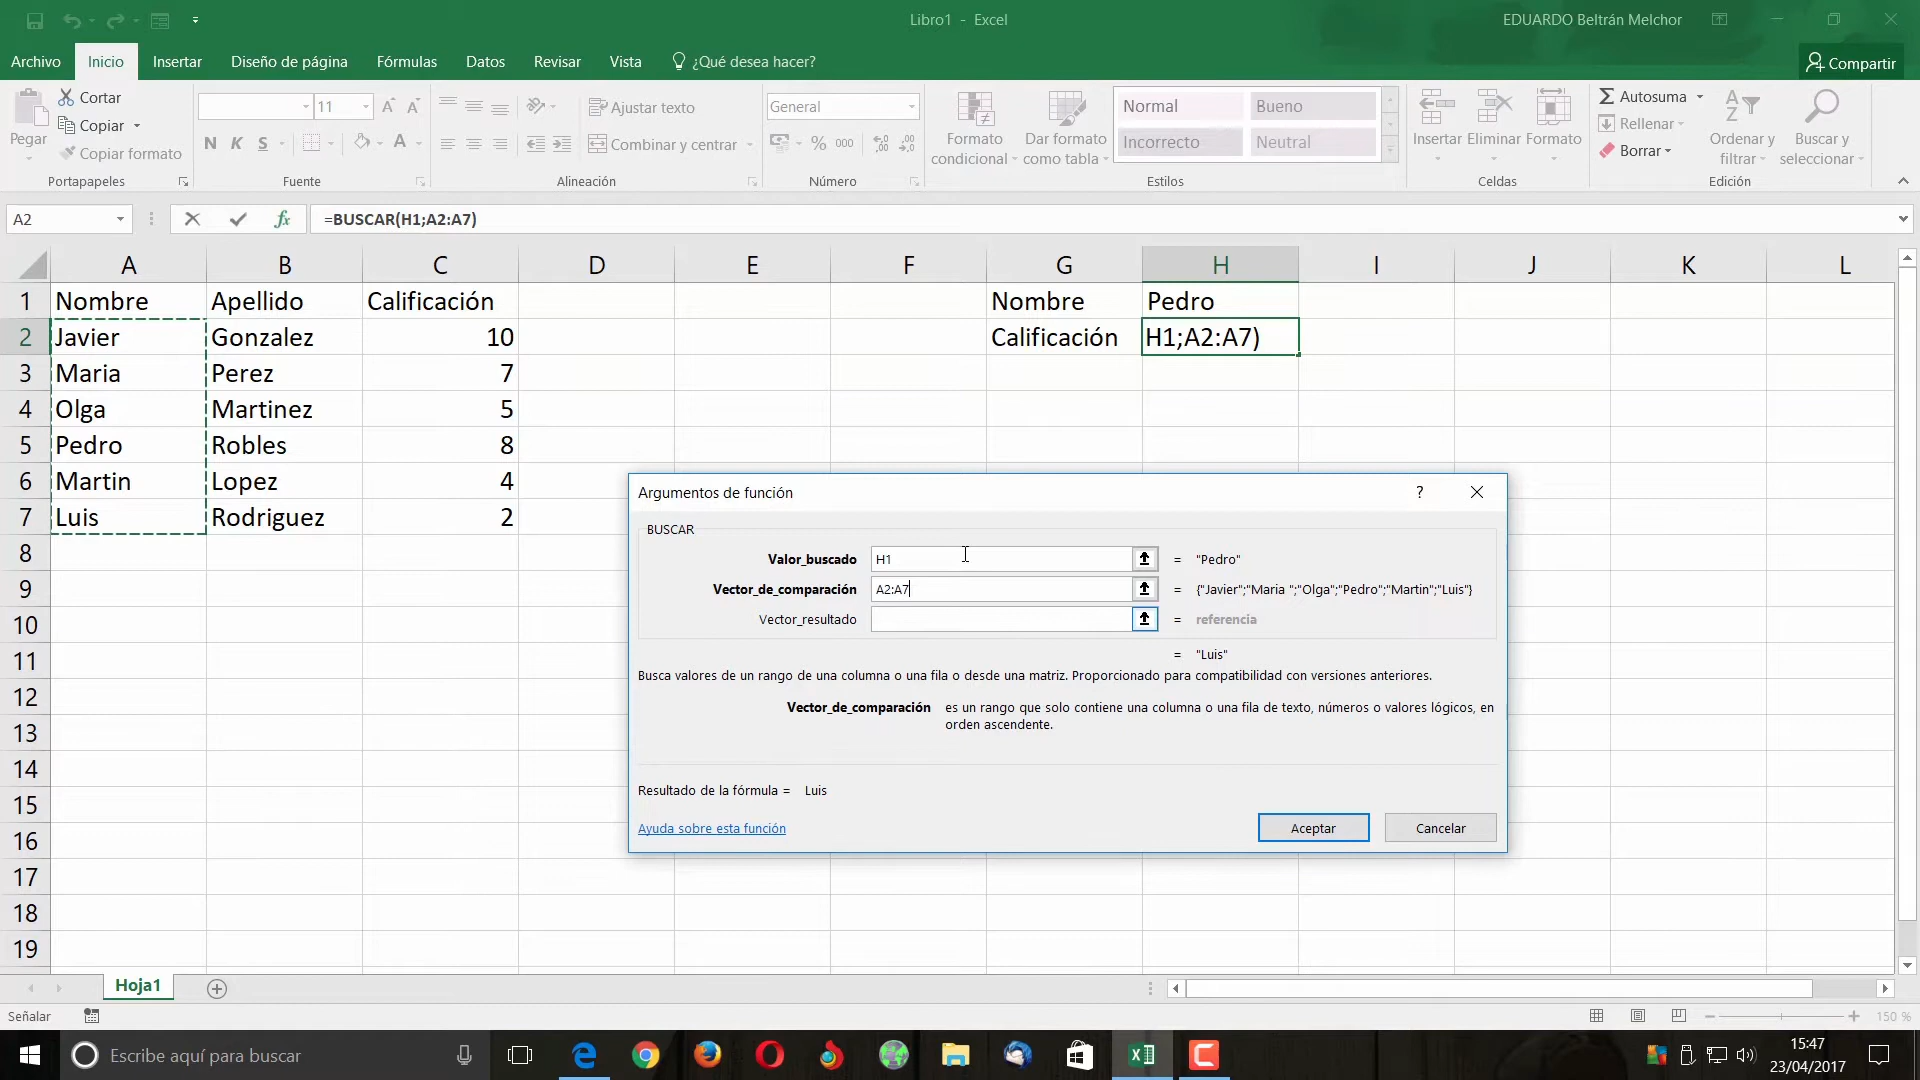 Libro1 - Excel
EDUARDO Beltrán Melchor
Archivo
Inicio
Insertar
Diseño de página
Fórmulas
Datos
Revisar
Vista
¿Qué desea hacer?
Compartir
Pegar
Cortar
Copiar
Copiar formato
Portapapeles
11
N K S
Fuente
Ajustar texto
Combinar y centrar
Alineación
General
% 000
Número
Formato condicional
Dar formato como tabla
Normal
Bueno
Incorrecto
Neutral
Estilos
Insertar
Eliminar
Formato
Celdas
Autosuma
Rellenar
Borrar
Ordenar y filtrar
Buscar y seleccionar
Edición
A2
fx
=BUSCAR(H1;A2:A7)
A B C D E F G H I J K L
1 Nombre Apellido Calificación Nombre Pedro
2 Javier Gonzalez 10 Calificación H1;A2:A7)
3 Maria Perez 7
4 Olga Martinez 5
5 Pedro Robles 8
6 Martin Lopez 4
7 Luis Rodriguez 2
8
9
10
11
12
13
14
15
16
17
18
19
Argumentos de función
?
BUSCAR
Valor_buscado H1 = "Pedro"
Vector_de_comparación A2:A7 = {"Javier";"Maria ";"Olga";"Pedro";"Martin";"Luis"}
Vector_resultado = referencia
= "Luis"
Busca valores de un rango de una columna o una fila o desde una matriz. Proporcionado para compatibilidad con versiones anteriores.
Vector_de_comparación es un rango que solo contiene una columna o una fila de texto, números o valores lógicos, en
orden ascendente.
Resultado de la fórmula = Luis
Ayuda sobre esta función
Aceptar
Cancelar
Hoja1
Señalar
150 %
Escribe aquí para buscar
15:47
23/04/2017